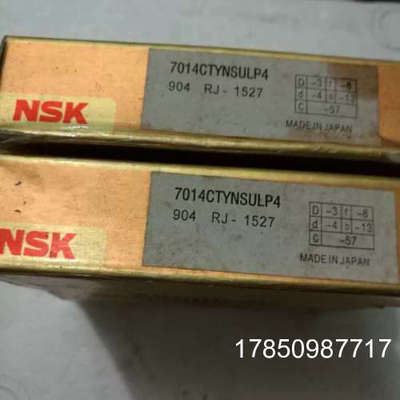 NSK
7014CTYNSULP4
904 RJ-1527
D -3 f -8
d -4 b -13
C -57
MADE IN JAPAN
NSK
7014CTYNSULP4
904 RJ-1527
D -3 f -6
d -4 b -13
C -57
MADE IN JAPAN
17850987717